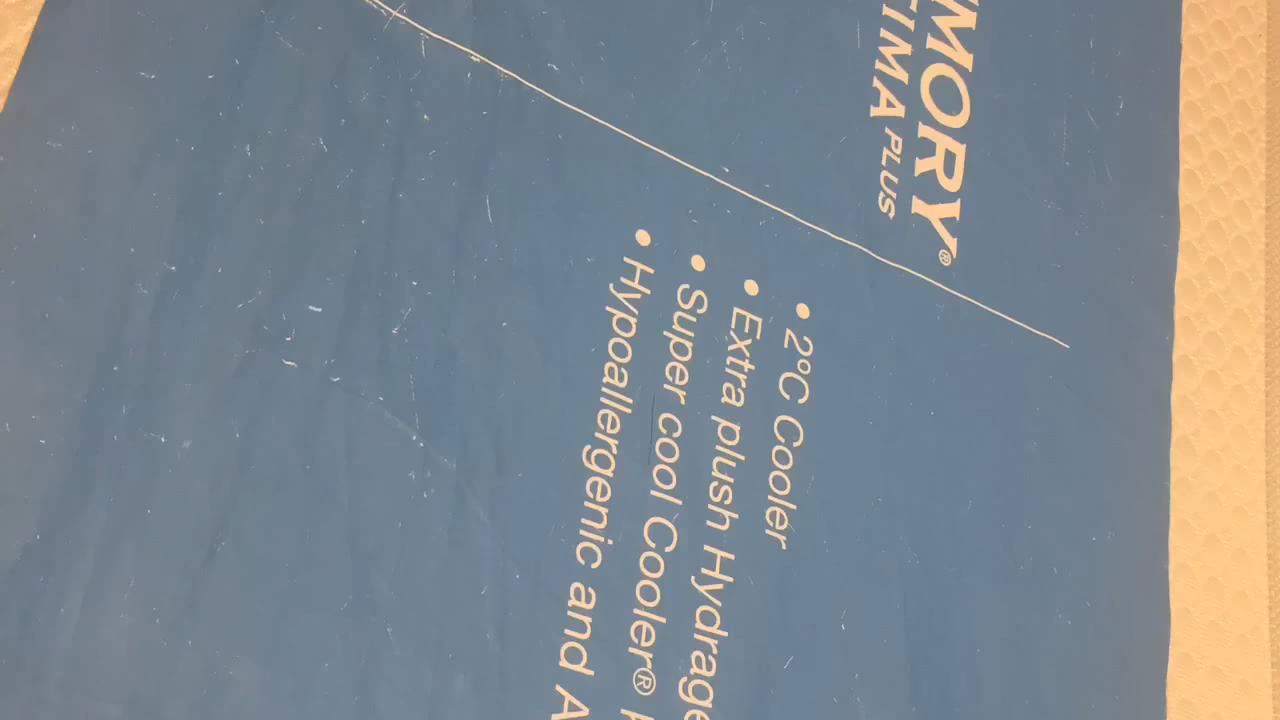 MORY®
TIMA PLUS
• 2°C Cooler
• Extra plush Hydrage
• Super cool Cooler®
• Hypoallergenic and A